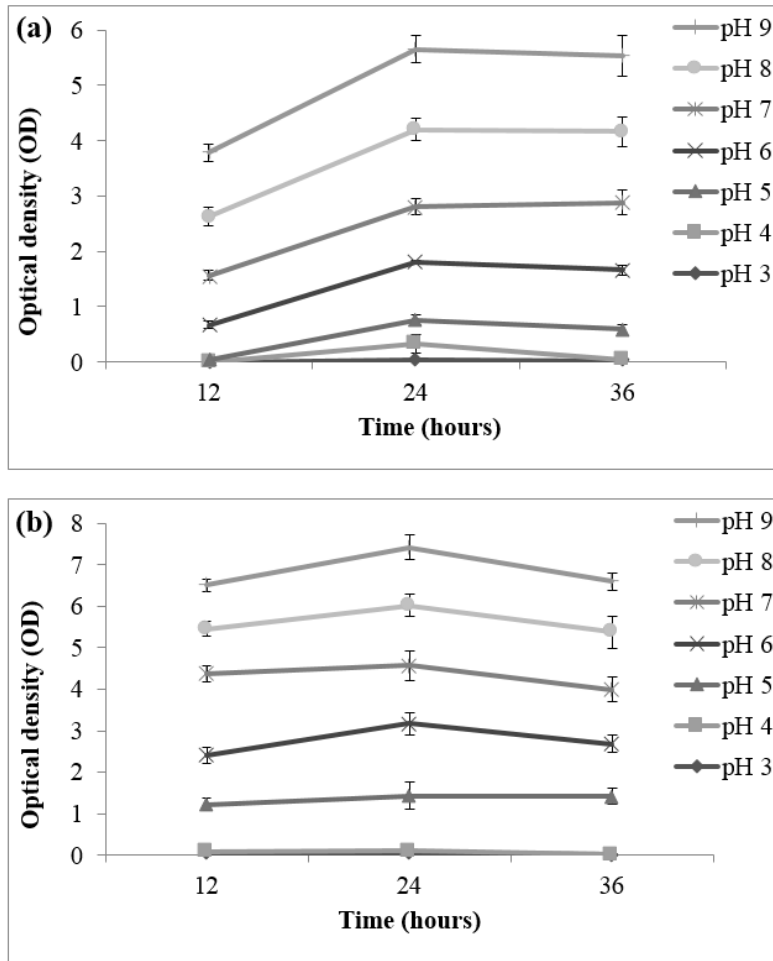 (a)
6
5
4
3
2
1
0
Optical density (OD)
12 24 36
Time (hours)
pH 9
pH 8
pH 7
pH 6
pH 5
pH 4
pH 3
(b)
8
7
6
5
4
3
2
1
0
Optical density (OD)
12 24 36
Time (hours)
pH 9
pH 8
pH 7
pH 6
pH 5
pH 4
pH 3